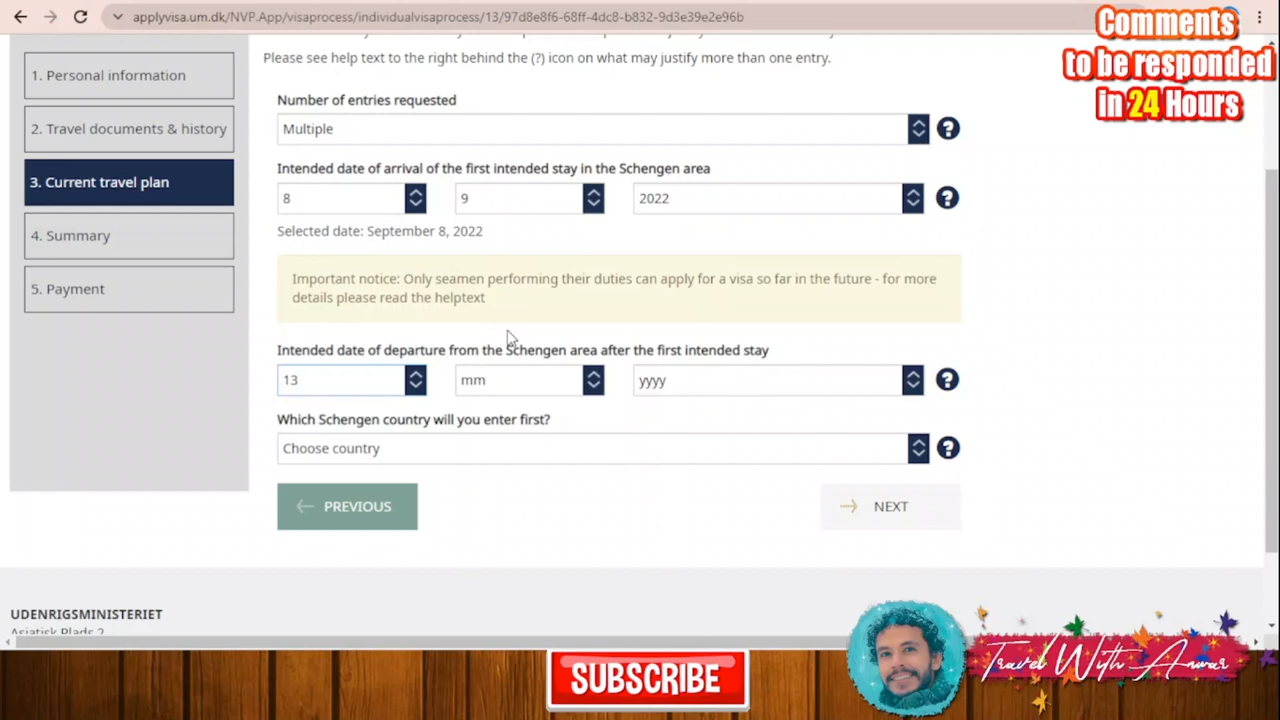 applyvisa.um.dk/NVP.App/visaprocess/individualvisaprocess/13/97d8e8f6-68ff-4dc8-b832-9d3e39e2e96b
Comments
to be responded
in 24 Hours
1. Personal information
2. Travel documents & history
3. Current travel plan
4. Summary
5. Payment
Please see help text to the right behind the (?) icon on what may justify more than one entry.
Number of entries requested
Multiple
?
Intended date of arrival of the first intended stay in the Schengen area
8 9 2022
?
Selected date: September 8, 2022
Important notice: Only seamen performing their duties can apply for a visa so far in the future - for more
details please read the helptext
Intended date of departure from the Schengen area after the first intended stay
13 mm yyyy
?
Which Schengen country will you enter first?
Choose country
?
PREVIOUS
NEXT
UDENRIGSMINISTERIET
Asiatisk Plads 2
SUBSCRIBE
Travel With Anwar